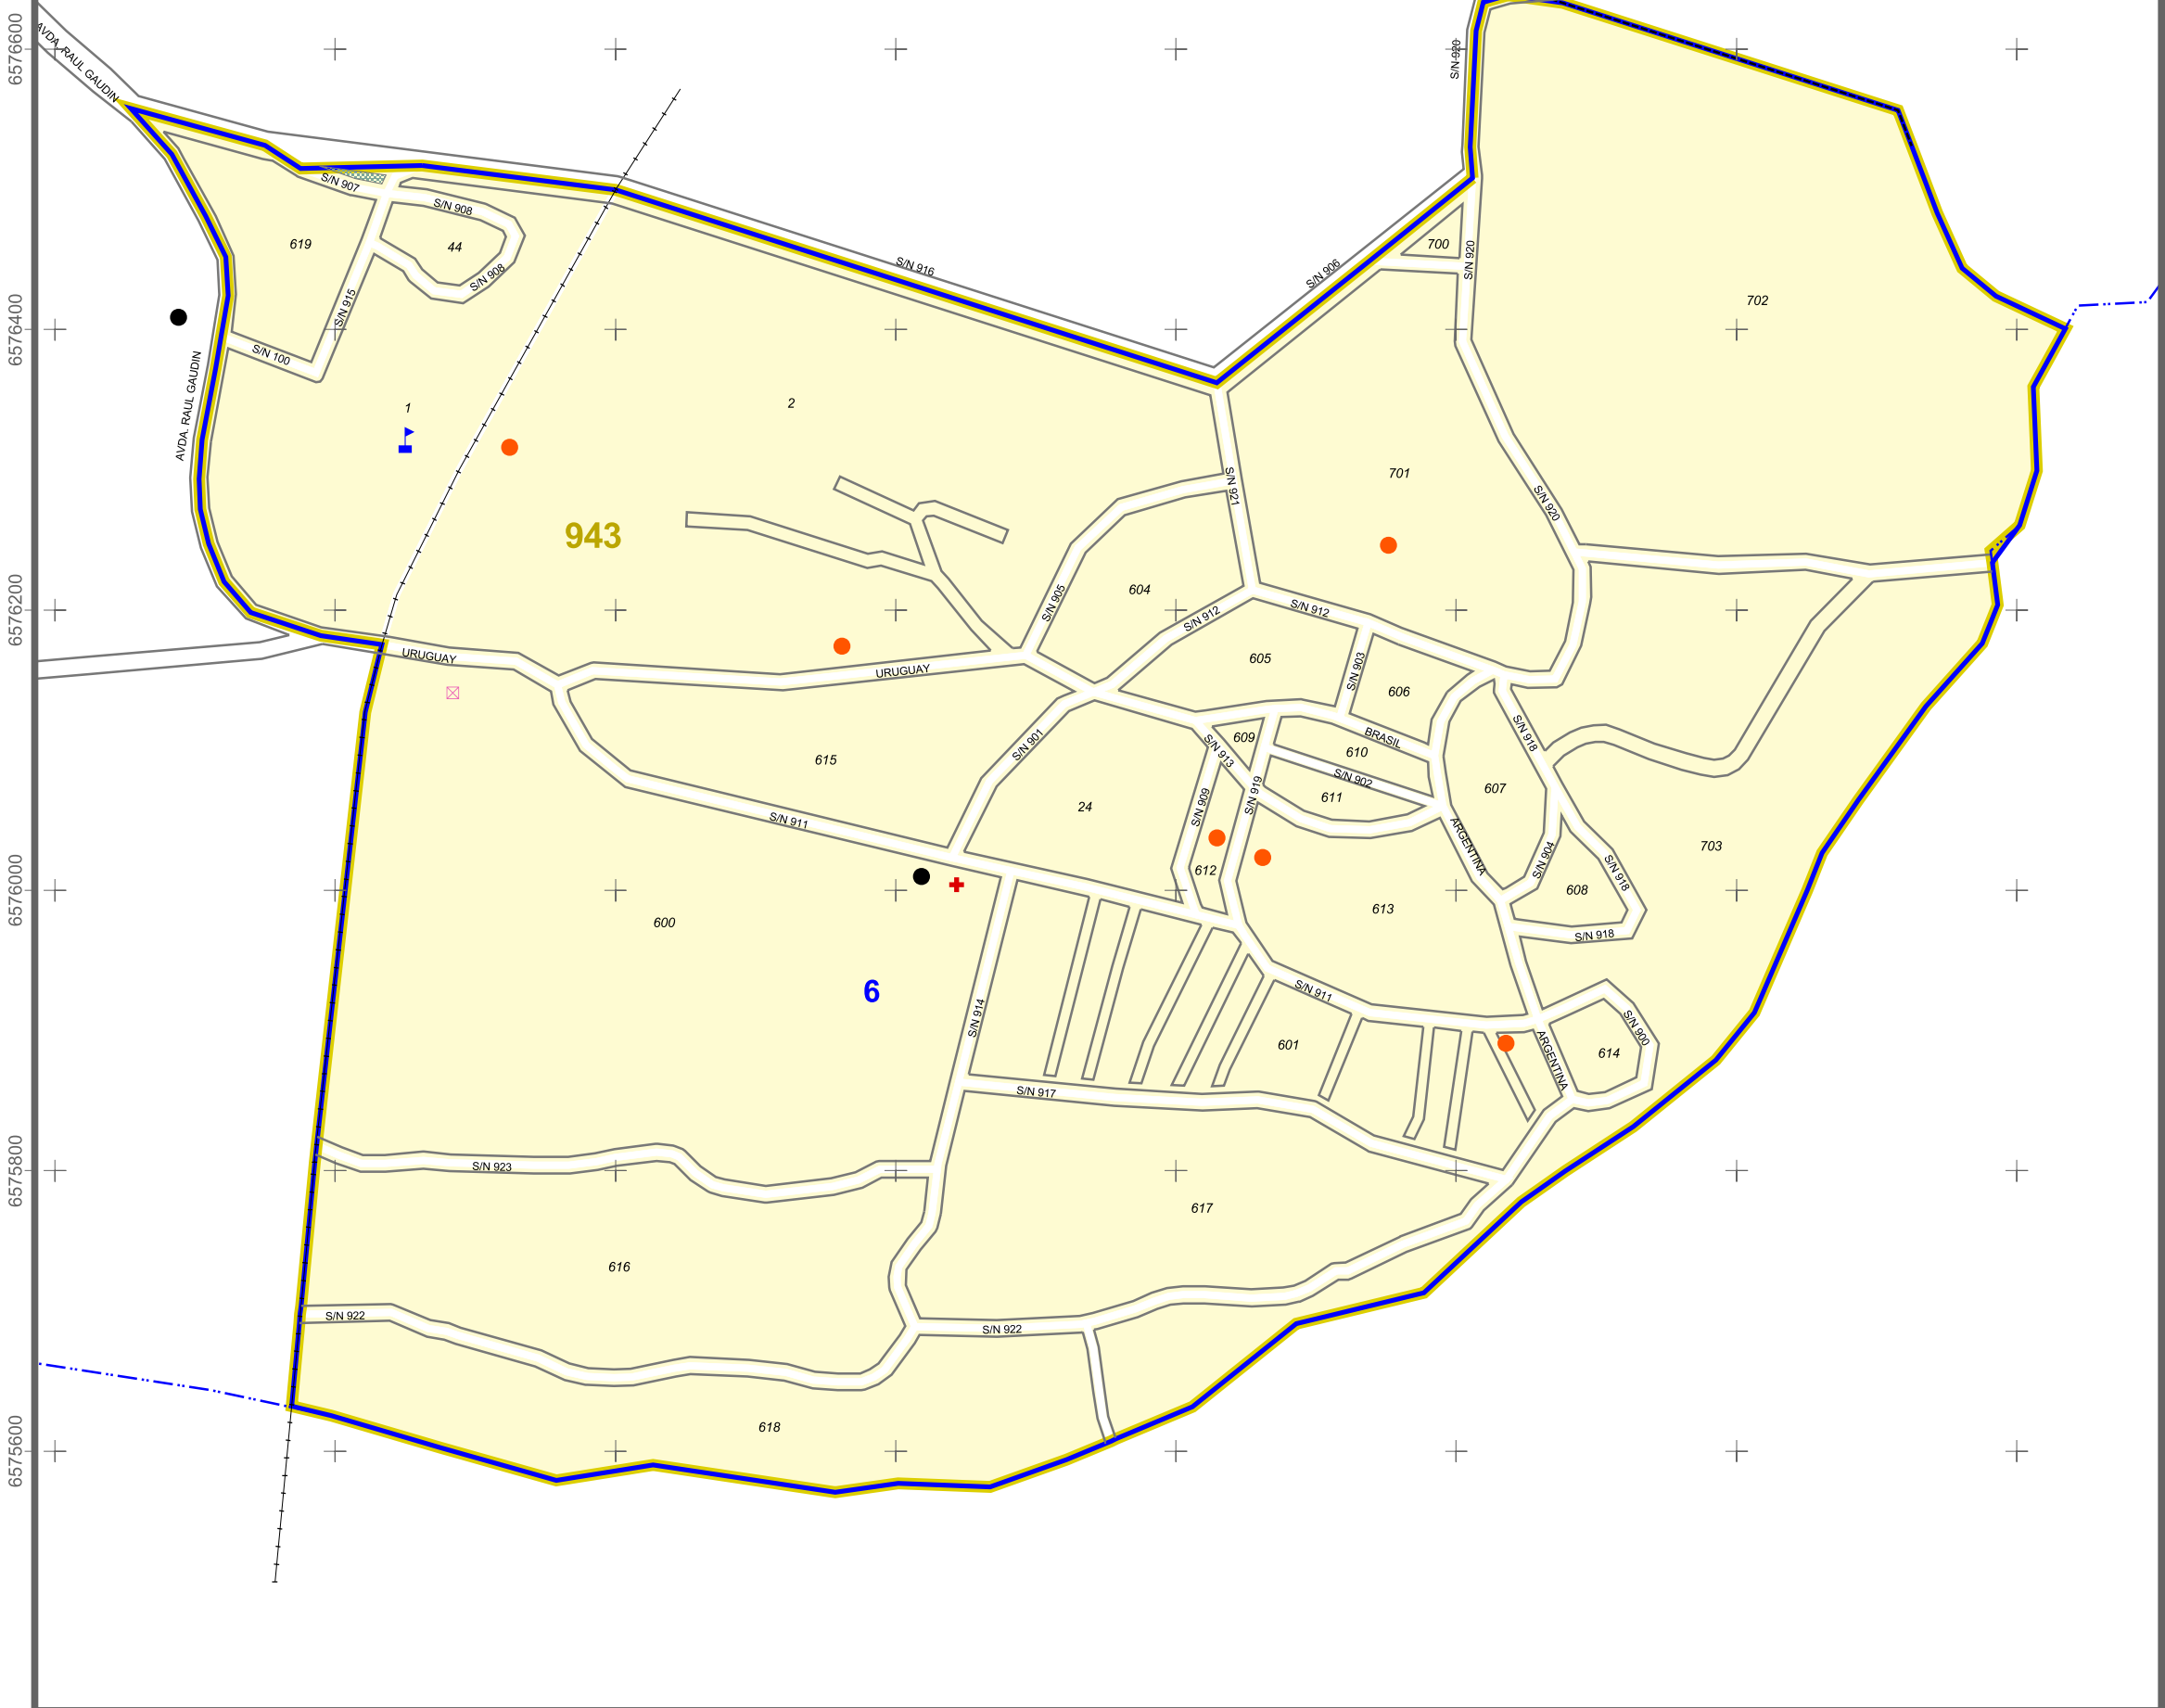 6576600
6576400
6576200
6576000
6575800
6575600
AVDA. RAUL GAUDIN
S/N 920
S/N 907
S/N 908
619
44
S/N 908
S/N 915
S/N 100
S/N 916
S/N 906
700
S/N 920
702
AVDA. RAUL GAUDIN
1
2
701
S/N 921
S/N 920
943
604
S/N 905
S/N 912
S/N 912
URUGUAY
URUGUAY
605
S/N 903
606
S/N 901
S/N 913
609
BRASIL
610
S/N 918
615
S/N 902
607
S/N 919
611
S/N 909
24
S/N 911
ARGENTINA
703
S/N 904
S/N 918
612
608
600
613
S/N 918
6
S/N 911
S/N 914
S/N 900
601
ARGENTINA
614
S/N 917
S/N 923
617
616
S/N 922
S/N 922
618